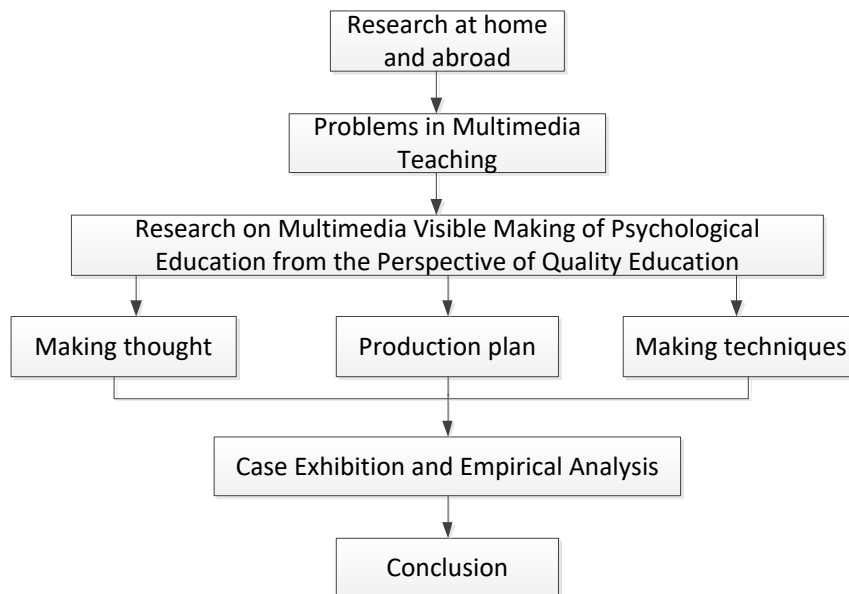 Research at home
and abroad
Problems in Multimedia
Teaching
Research on Multimedia Visible Making of Psychological
Education from the Perspective of Quality Education
Making thought
Production plan
Making techniques
Case Exhibition and Empirical Analysis
Conclusion